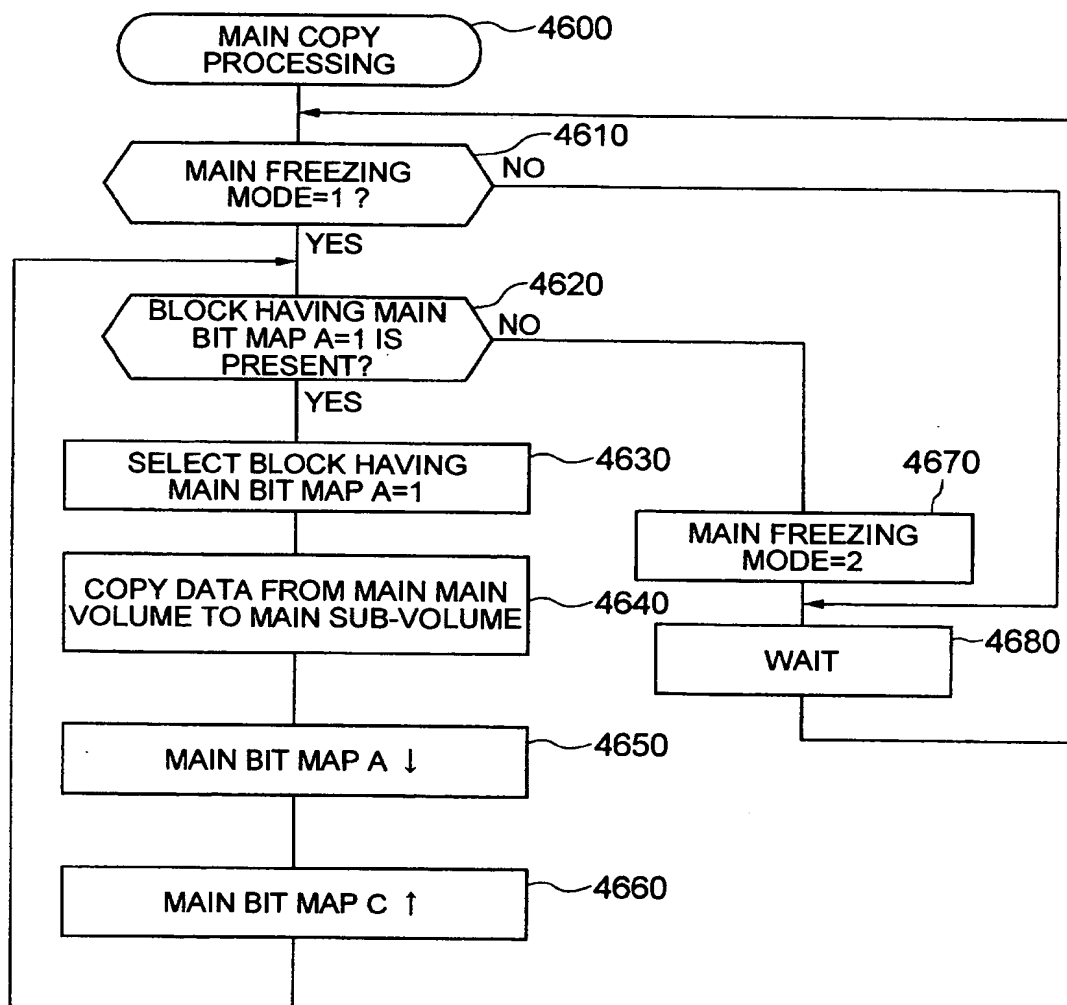 MAIN COPY
PROCESSING
4600
4610
MAIN FREEZING
MODE=1 ?
NO
YES
4620
BLOCK HAVING MAIN
BIT MAP A=1 IS
PRESENT?
NO
YES
SELECT BLOCK HAVING
MAIN BIT MAP A=1
4630
4670
MAIN FREEZING
MODE=2
COPY DATA FROM MAIN MAIN
VOLUME TO MAIN SUB-VOLUME
4640
WAIT
4680
MAIN BIT MAP A ↓
4650
MAIN BIT MAP C ↑
4660